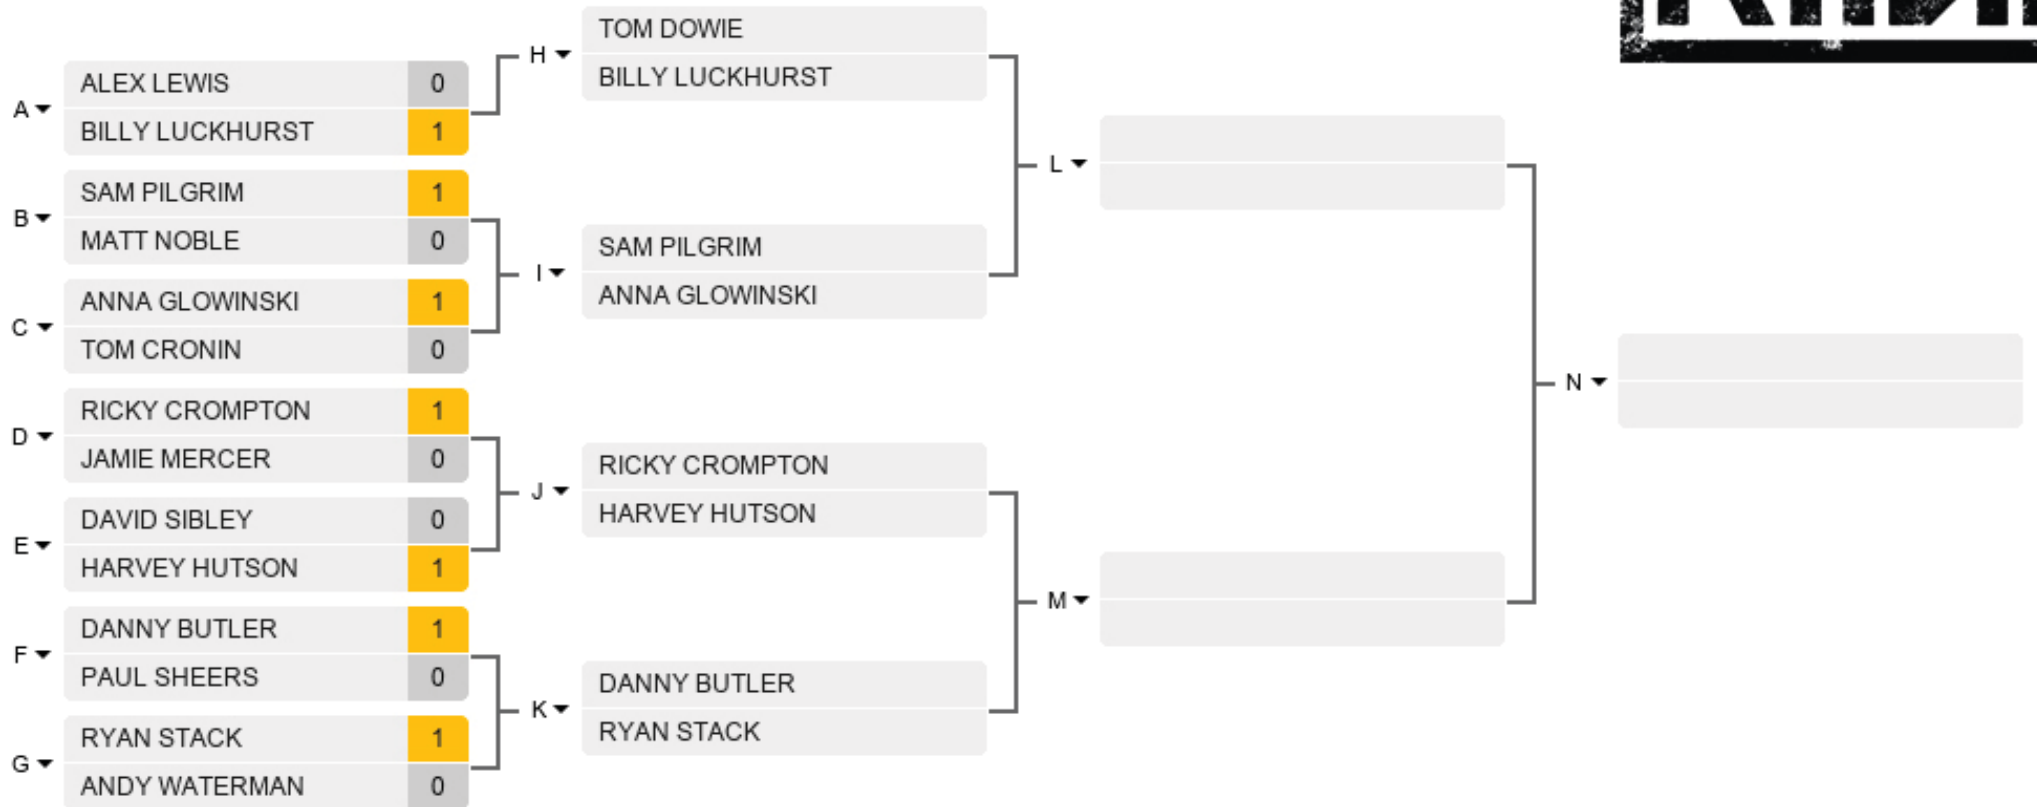 A
ALEX LEWIS 0
BILLY LUCKHURST 1
B
SAM PILGRIM 1
MATT NOBLE 0
C
ANNA GLOWINSKI 1
TOM CRONIN 0
D
RICKY CROMPTON 1
JAMIE MERCER 0
E
DAVID SIBLEY 0
HARVEY HUTSON 1
F
DANNY BUTLER 1
PAUL SHEERS 0
G
RYAN STACK 1
ANDY WATERMAN 0
H
TOM DOWIE
BILLY LUCKHURST
I
SAM PILGRIM
ANNA GLOWINSKI
J
RICKY CROMPTON
HARVEY HUTSON
K
DANNY BUTLER
RYAN STACK
L
M
N